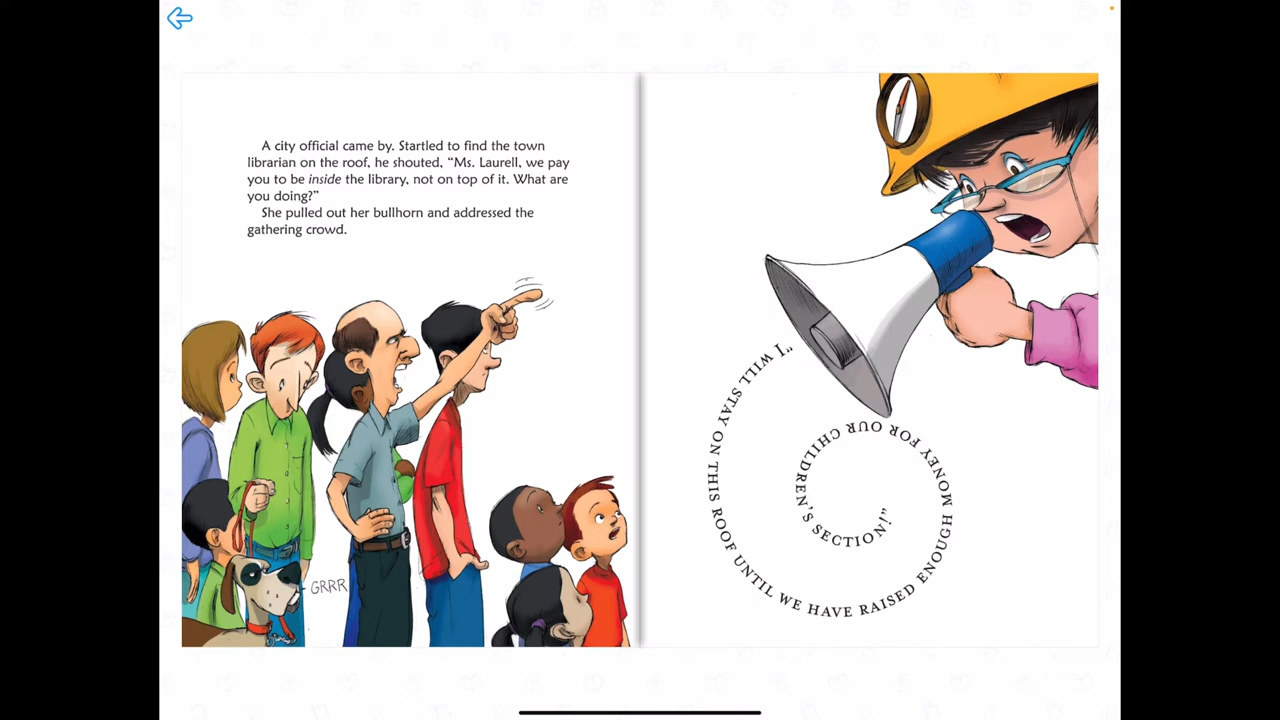 A city official came by. Startled to find the town
librarian on the roof, he shouted, “Ms. Laurell, we pay
you to be inside the library, not on top of it. What are
you doing?”
She pulled out her bullhorn and addressed the
gathering crowd.
GRRR
“I WILL STAY ON THIS ROOF UNTIL WE HAVE RAISED ENOUGH MONEY FOR OUR CHILDREN’S SECTION!”